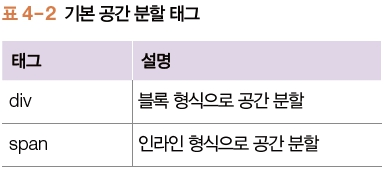 표 4-2 기본 공간 분할 태그
태그 설명
div 블록 형식으로 공간 분할
span 인라인 형식으로 공간 분할